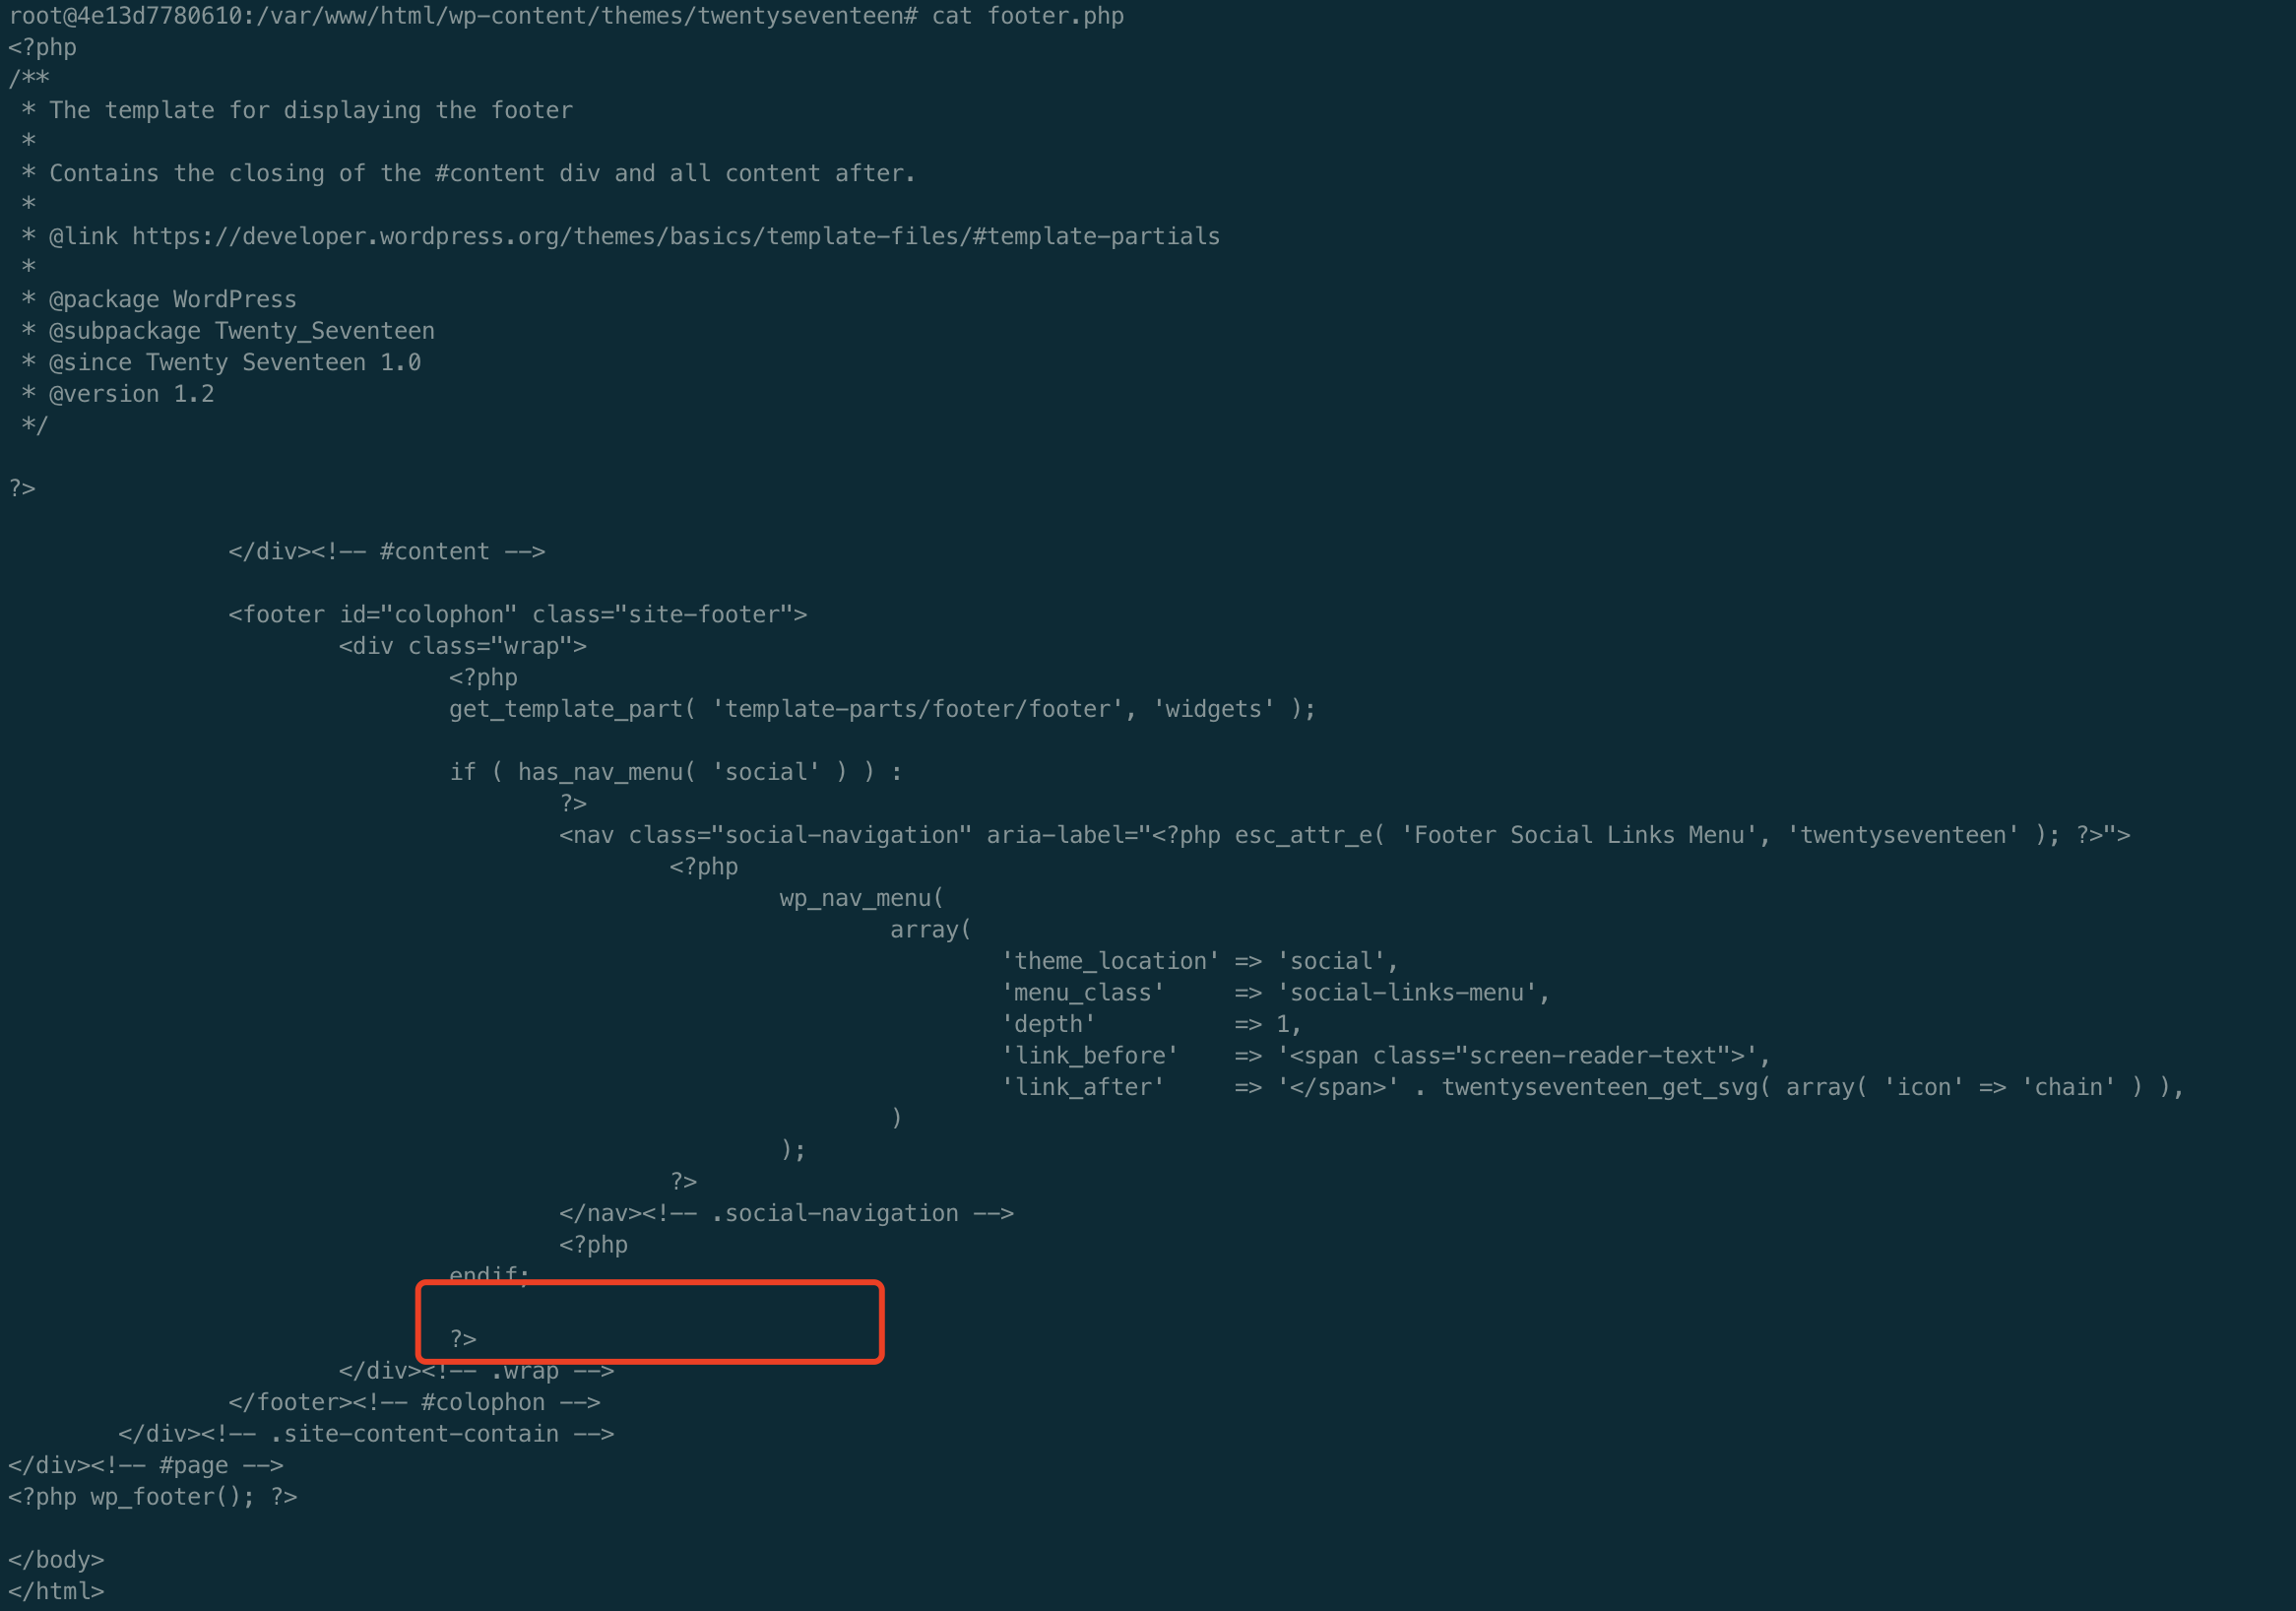 root@4e13d7780610:/var/www/html/wp-content/themes/twentyseventeen# cat footer.php
<?php
/**
 * The template for displaying the footer
 *
 * Contains the closing of the #content div and all content after.
 *
 * @link https://developer.wordpress.org/themes/basics/template-files/#template-partials
 *
 * @package WordPress
 * @subpackage Twenty_Seventeen
 * @since Twenty Seventeen 1.0
 * @version 1.2
 */

?>

		</div><!-- #content -->

		<footer id="colophon" class="site-footer">
			<div class="wrap">
				<?php
				get_template_part( 'template-parts/footer/footer', 'widgets' );

				if ( has_nav_menu( 'social' ) ) :
					?>
					<nav class="social-navigation" aria-label="<?php esc_attr_e( 'Footer Social Links Menu', 'twentyseventeen' ); ?>">
						<?php
							wp_nav_menu(
								array(
									'theme_location' => 'social',
									'menu_class'     => 'social-links-menu',
									'depth'          => 1,
									'link_before'    => '<span class="screen-reader-text">',
									'link_after'     => '</span>' . twentyseventeen_get_svg( array( 'icon' => 'chain' ) ),
								)
							);
						?>
					</nav><!-- .social-navigation -->
					<?php
				endif;

				?>
			</div><!-- .wrap -->
		</footer><!-- #colophon -->
	</div><!-- .site-content-contain -->
</div><!-- #page -->
<?php wp_footer(); ?>

</body>
</html>